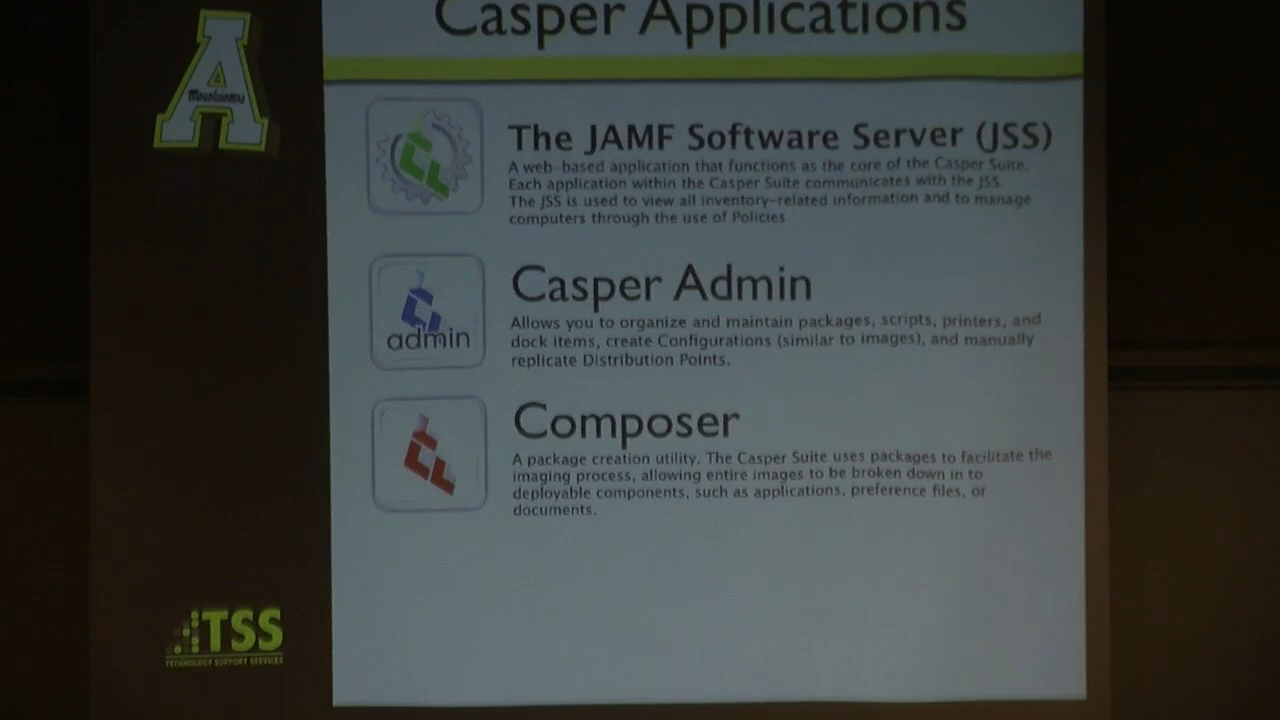 Casper Applications
A
Mountaineers
The JAMF Software Server (JSS)
A web-based application that functions as the core of the Casper Suite.
Each application within the Casper Suite communicates with the JSS.
The JSS is used to view all inventory-related information and to manage
computers through the use of Policies
Casper Admin
admin
Allows you to organize and maintain packages, scripts, printers, and
dock items, create Configurations (similar to images), and manually
replicate Distribution Points.
Composer
A package creation utility. The Casper Suite uses packages to facilitate the
imaging process, allowing entire images to be broken down in to
deployable components, such as applications, preference files, or
documents.
TSS
TECHNOLOGY SUPPORT SERVICES